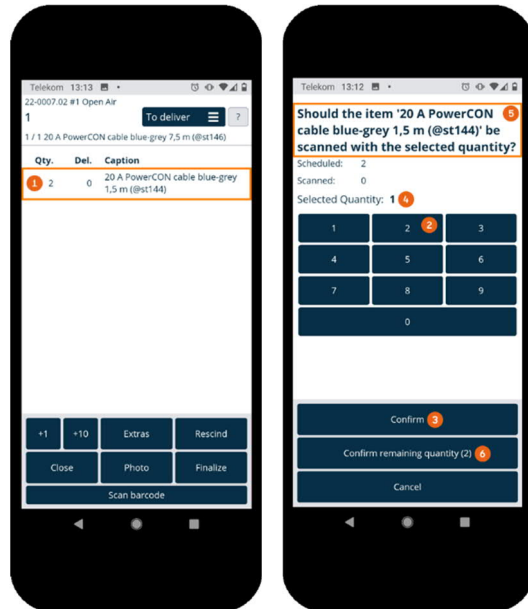 Telekom 13:13
22-0007.02 #1 Open Air
1
To deliver
?
1 / 1 20 A PowerCON cable blue-grey 7,5 m (@st146)
Qty. Del. Caption
1 2 0 20 A PowerCON cable blue-grey
1,5 m (@st144)
+1 +10 Extras Rescind
Close Photo Finalize
Scan barcode
Telekom 13:12
Should the item '20 A PowerCON 5
cable blue-grey 1,5 m (@st144)' be
scanned with the selected quantity?
Scheduled: 2
Scanned: 0
Selected Quantity: 1 4
1 2 2 3
4 5 6
7 8 9
0
Confirm 3
Confirm remaining quantity (2) 6
Cancel